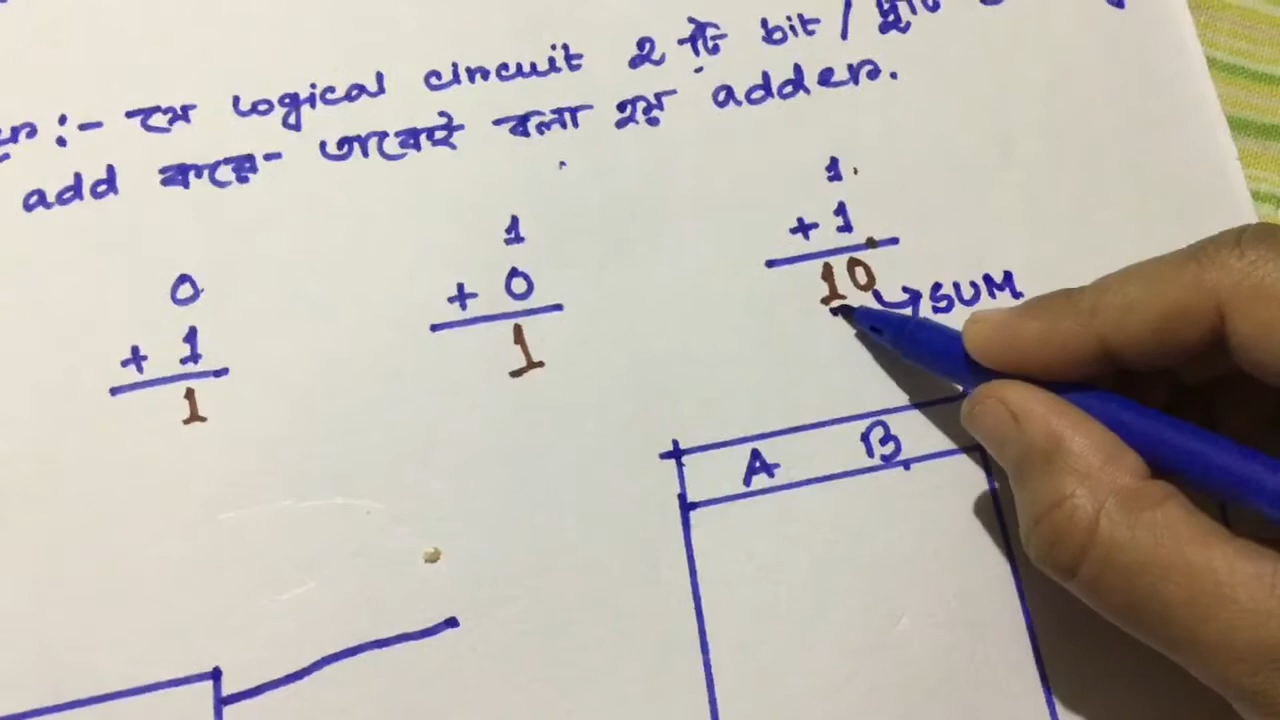 :- যে Logical circuit 2 টি bit / দুটি
add করে- তাকেই বলা হয় adder.
0
+ 1
1
1
+ 0
1
1
+ 1
10
SUM
A B